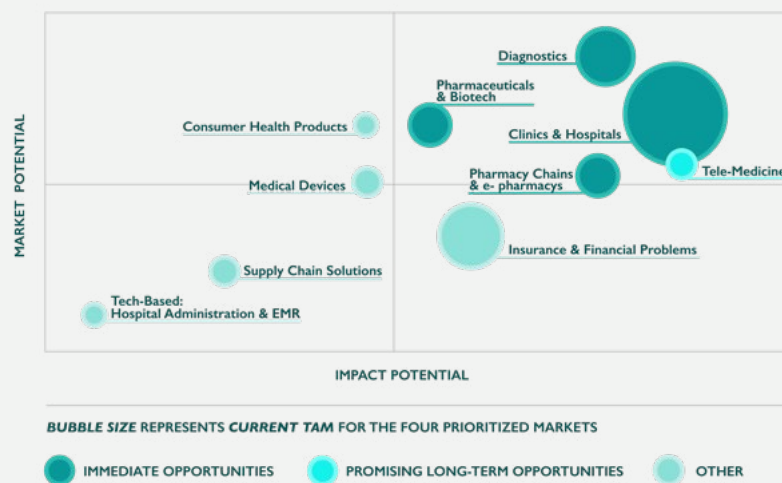 Diagnostics
Pharmaceuticals
& Biotech
Consumer Health Products
Clinics & Hospitals
Medical Devices
Pharmacy Chains
& e- pharmacys
Tele-Medicine
Insurance & Financial Problems
Supply Chain Solutions
Tech-Based:
Hospital Administration & EMR
MARKET POTENTIAL
IMPACT POTENTIAL
BUBBLE SIZE REPRESENTS CURRENT TAM FOR THE FOUR PRIORITIZED MARKETS
IMMEDIATE OPPORTUNITIES
PROMISING LONG-TERM OPPORTUNITIES
OTHER